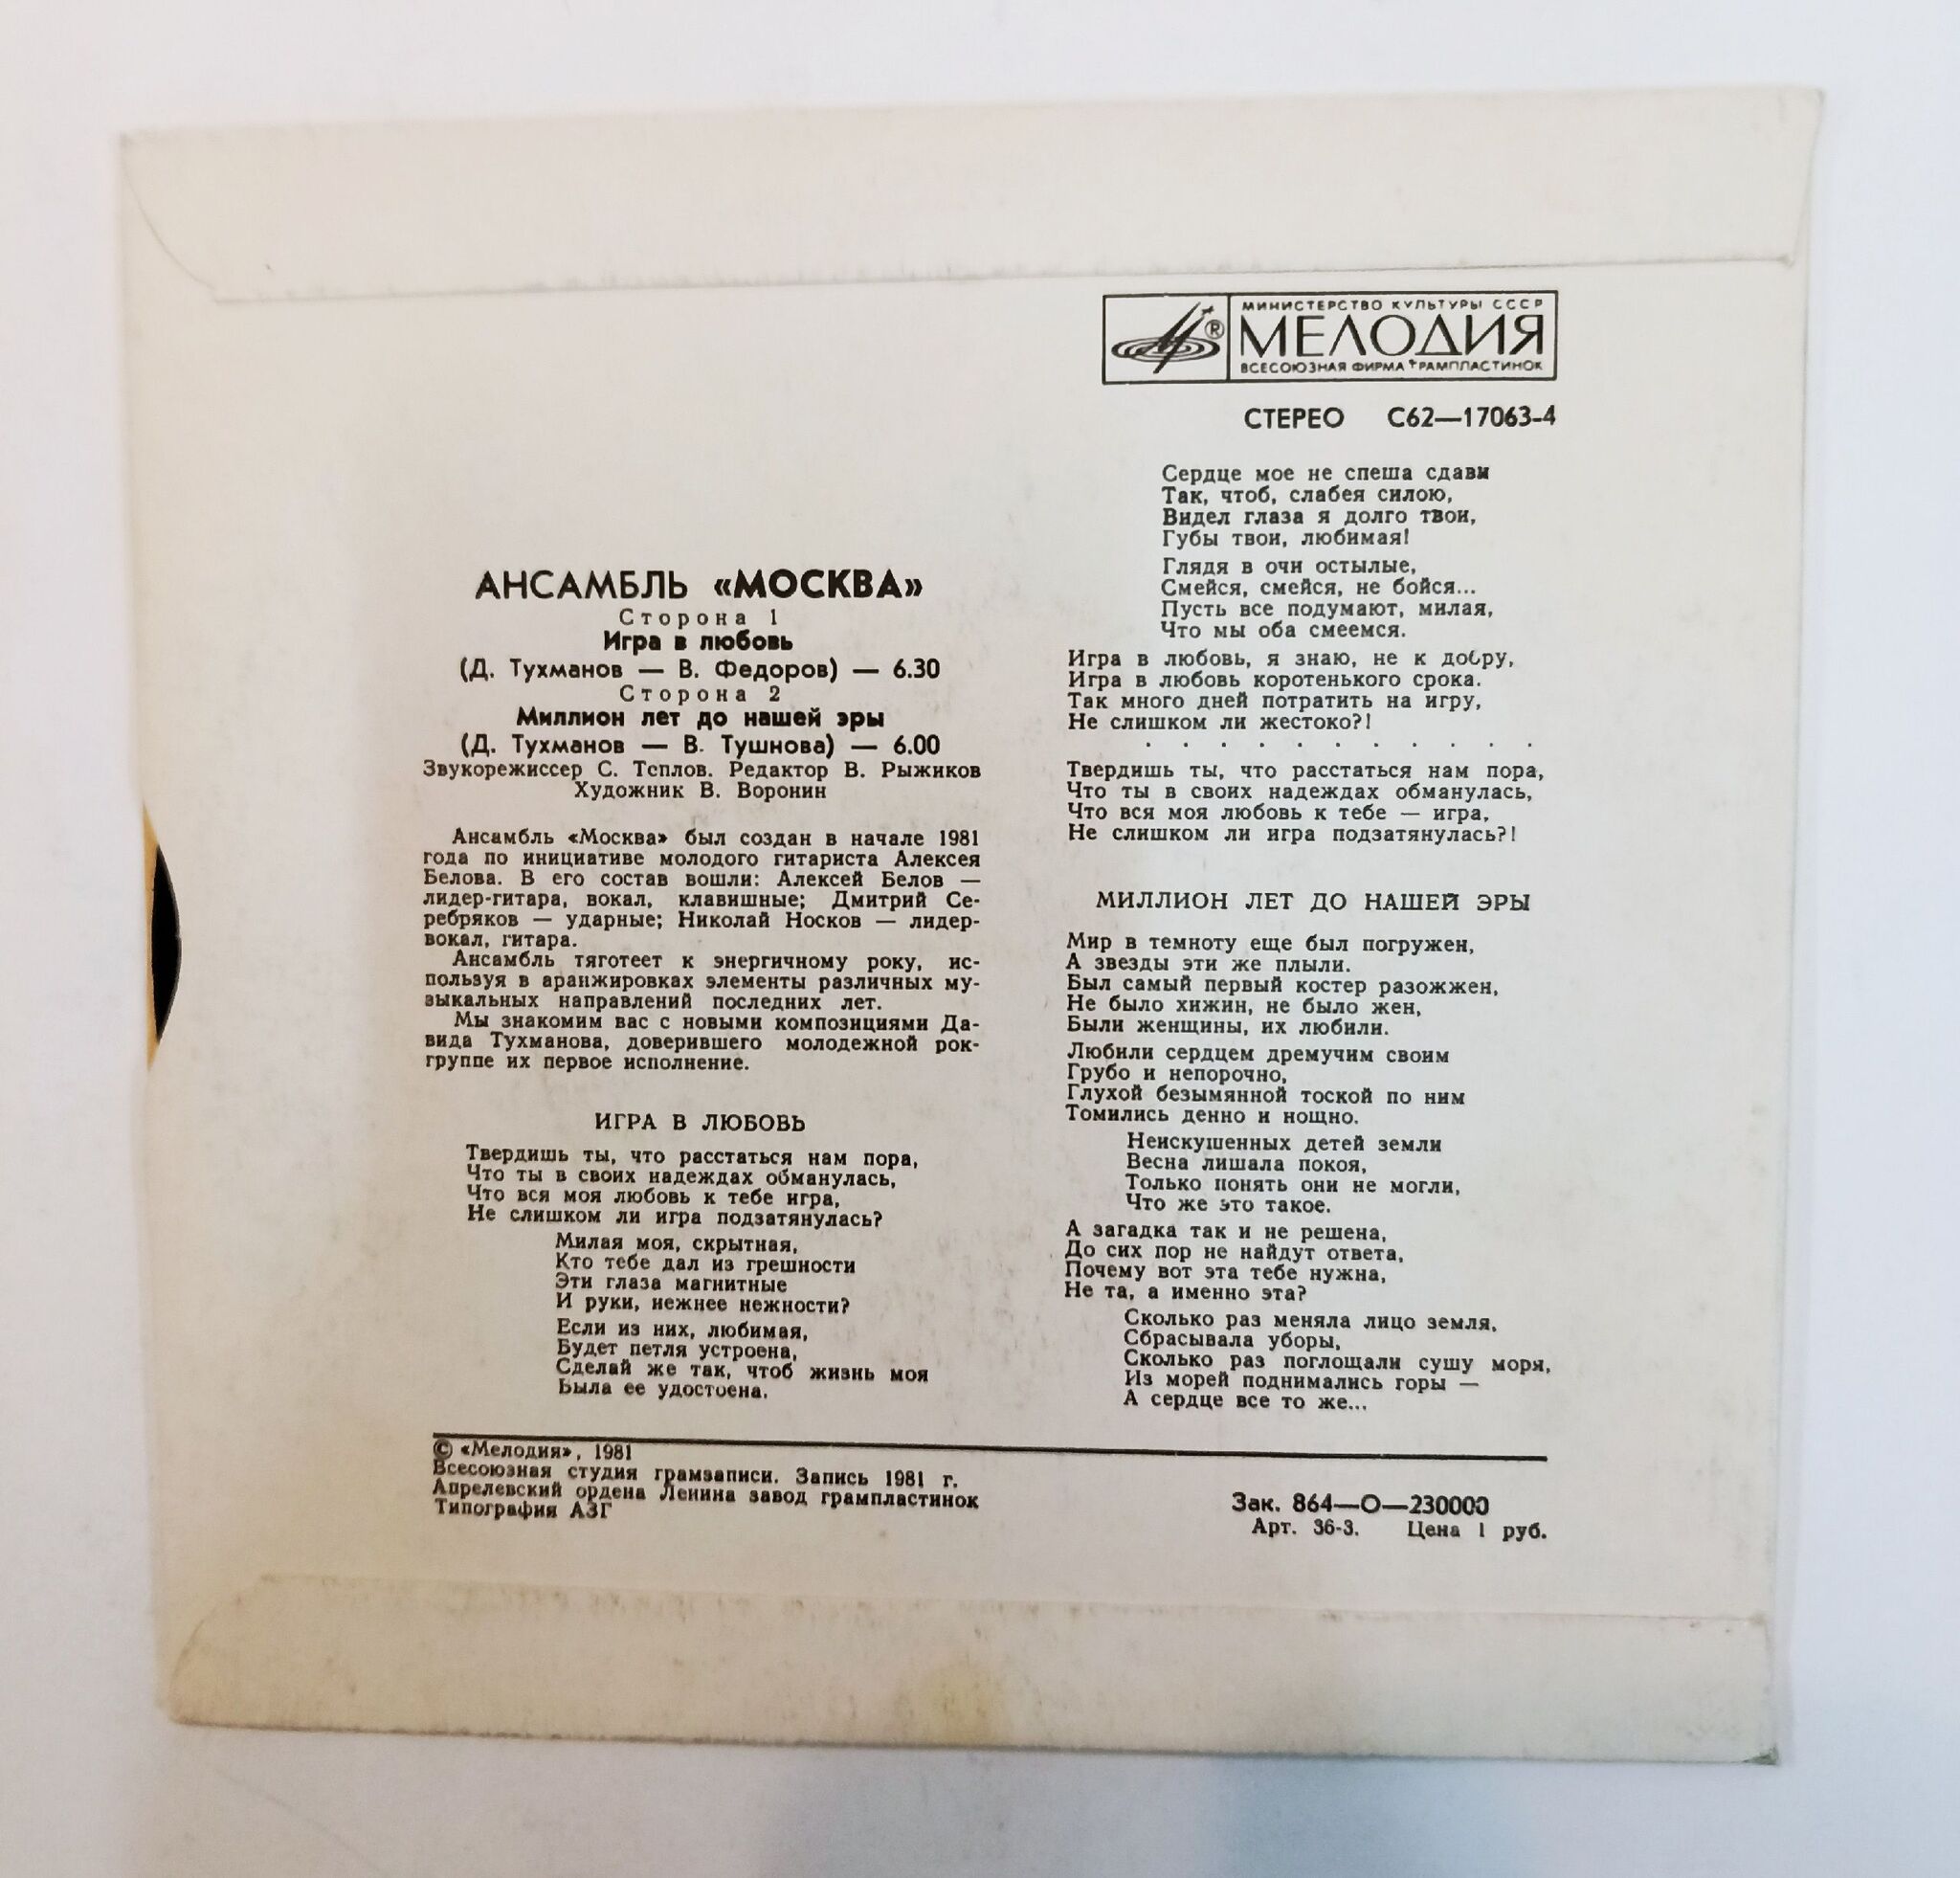 МИНИСТЕРСТВО КУЛЬТУРЫ СССР
МЕЛОДИЯ
ВСЕСОЮЗНАЯ ФИРМА ГРАМПЛАСТИНОК
СТЕРЕО С62—17063-4
АНСАМБЛЬ «МОСКВА»
Сторона 1
Игра в любовь
(Д. Тухманов — В. Федоров) — 6.30
Сторона 2
Миллион лет до нашей эры
(Д. Тухманов — В. Тушнова) — 6.00
Звукорежиссер С. Теплов. Редактор В. Рыжиков
Художник В. Воронин
Ансамбль «Москва» был создан в начале 1981
года по инициативе молодого гитариста Алексея
Белова. В его состав вошли: Алексей Белов —
лидер-гитара, вокал, клавишные; Дмитрий Се-
ребряков — ударные; Николай Носков — лидер-
вокал, гитара.
Ансамбль тяготеет к энергичному року, ис-
пользуя в аранжировках элементы различных му-
зыкальных направлений последних лет.
Мы знакомим вас с новыми композициями Да-
вида Тухманова, доверившего молодежной рок-
группе их первое исполнение.
ИГРА В ЛЮБОВЬ
Твердишь ты, что расстаться нам пора,
Что ты в своих надеждах обманулась,
Что вся моя любовь к тебе игра,
Не слишком ли игра подзатянулась?
Милая моя, скрытная,
Кто тебе дал из грешности
Эти глаза магнитные
И руки, нежнее нежности?
Если из них, любимая,
Будет петля устроена,
Сделай же так, чтоб жизнь моя
Была ее удостоена.
Сердце мое не спеша сдави
Так, чтоб, слабея силою,
Видел глаза я долго твои,
Губы твои, любимая!
Глядя в очи остылые,
Смейся, смейся, не бойся...
Пусть все подумают, милая,
Что мы оба смеемся.
Игра в любовь, я знаю, не к добру,
Игра в любовь коротенького срока.
Так много дней потратить на игру,
Не слишком ли жестоко?!
. . . . . . . . . . .
Твердишь ты, что расстаться нам пора,
Что ты в своих надеждах обманулась,
Что вся моя любовь к тебе — игра,
Не слишком ли игра подзатянулась?!
МИЛЛИОН ЛЕТ ДО НАШЕЙ ЭРЫ
Мир в темноту еще был погружен,
А звезды эти же плыли.
Был самый первый костер разожжен,
Не было хижин, не было жен,
Были женщины, их любили.
Любили сердцем дремучим своим
Грубо и непорочно,
Глухой безымянной тоской по ним
Томились денно и нощно.
Неискушенных детей земли
Весна лишала покоя,
Только понять они не могли,
Что же это такое.
А загадка так и не решена,
До сих пор не найдут ответа,
Почему вот эта тебе нужна,
Не та, а именно эта?
Сколько раз меняла лицо земля,
Сбрасывала уборы,
Сколько раз поглощали сушу моря,
Из морей поднимались горы —
А сердце все то же...
© «Мелодия», 1981
Всесоюзная студия грамзаписи. Запись 1981 г.
Апрелевский ордена Ленина завод грампластинок
Типография АЗГ
Зак. 864—О—230000
Арт. 36-3. Цена 1 руб.